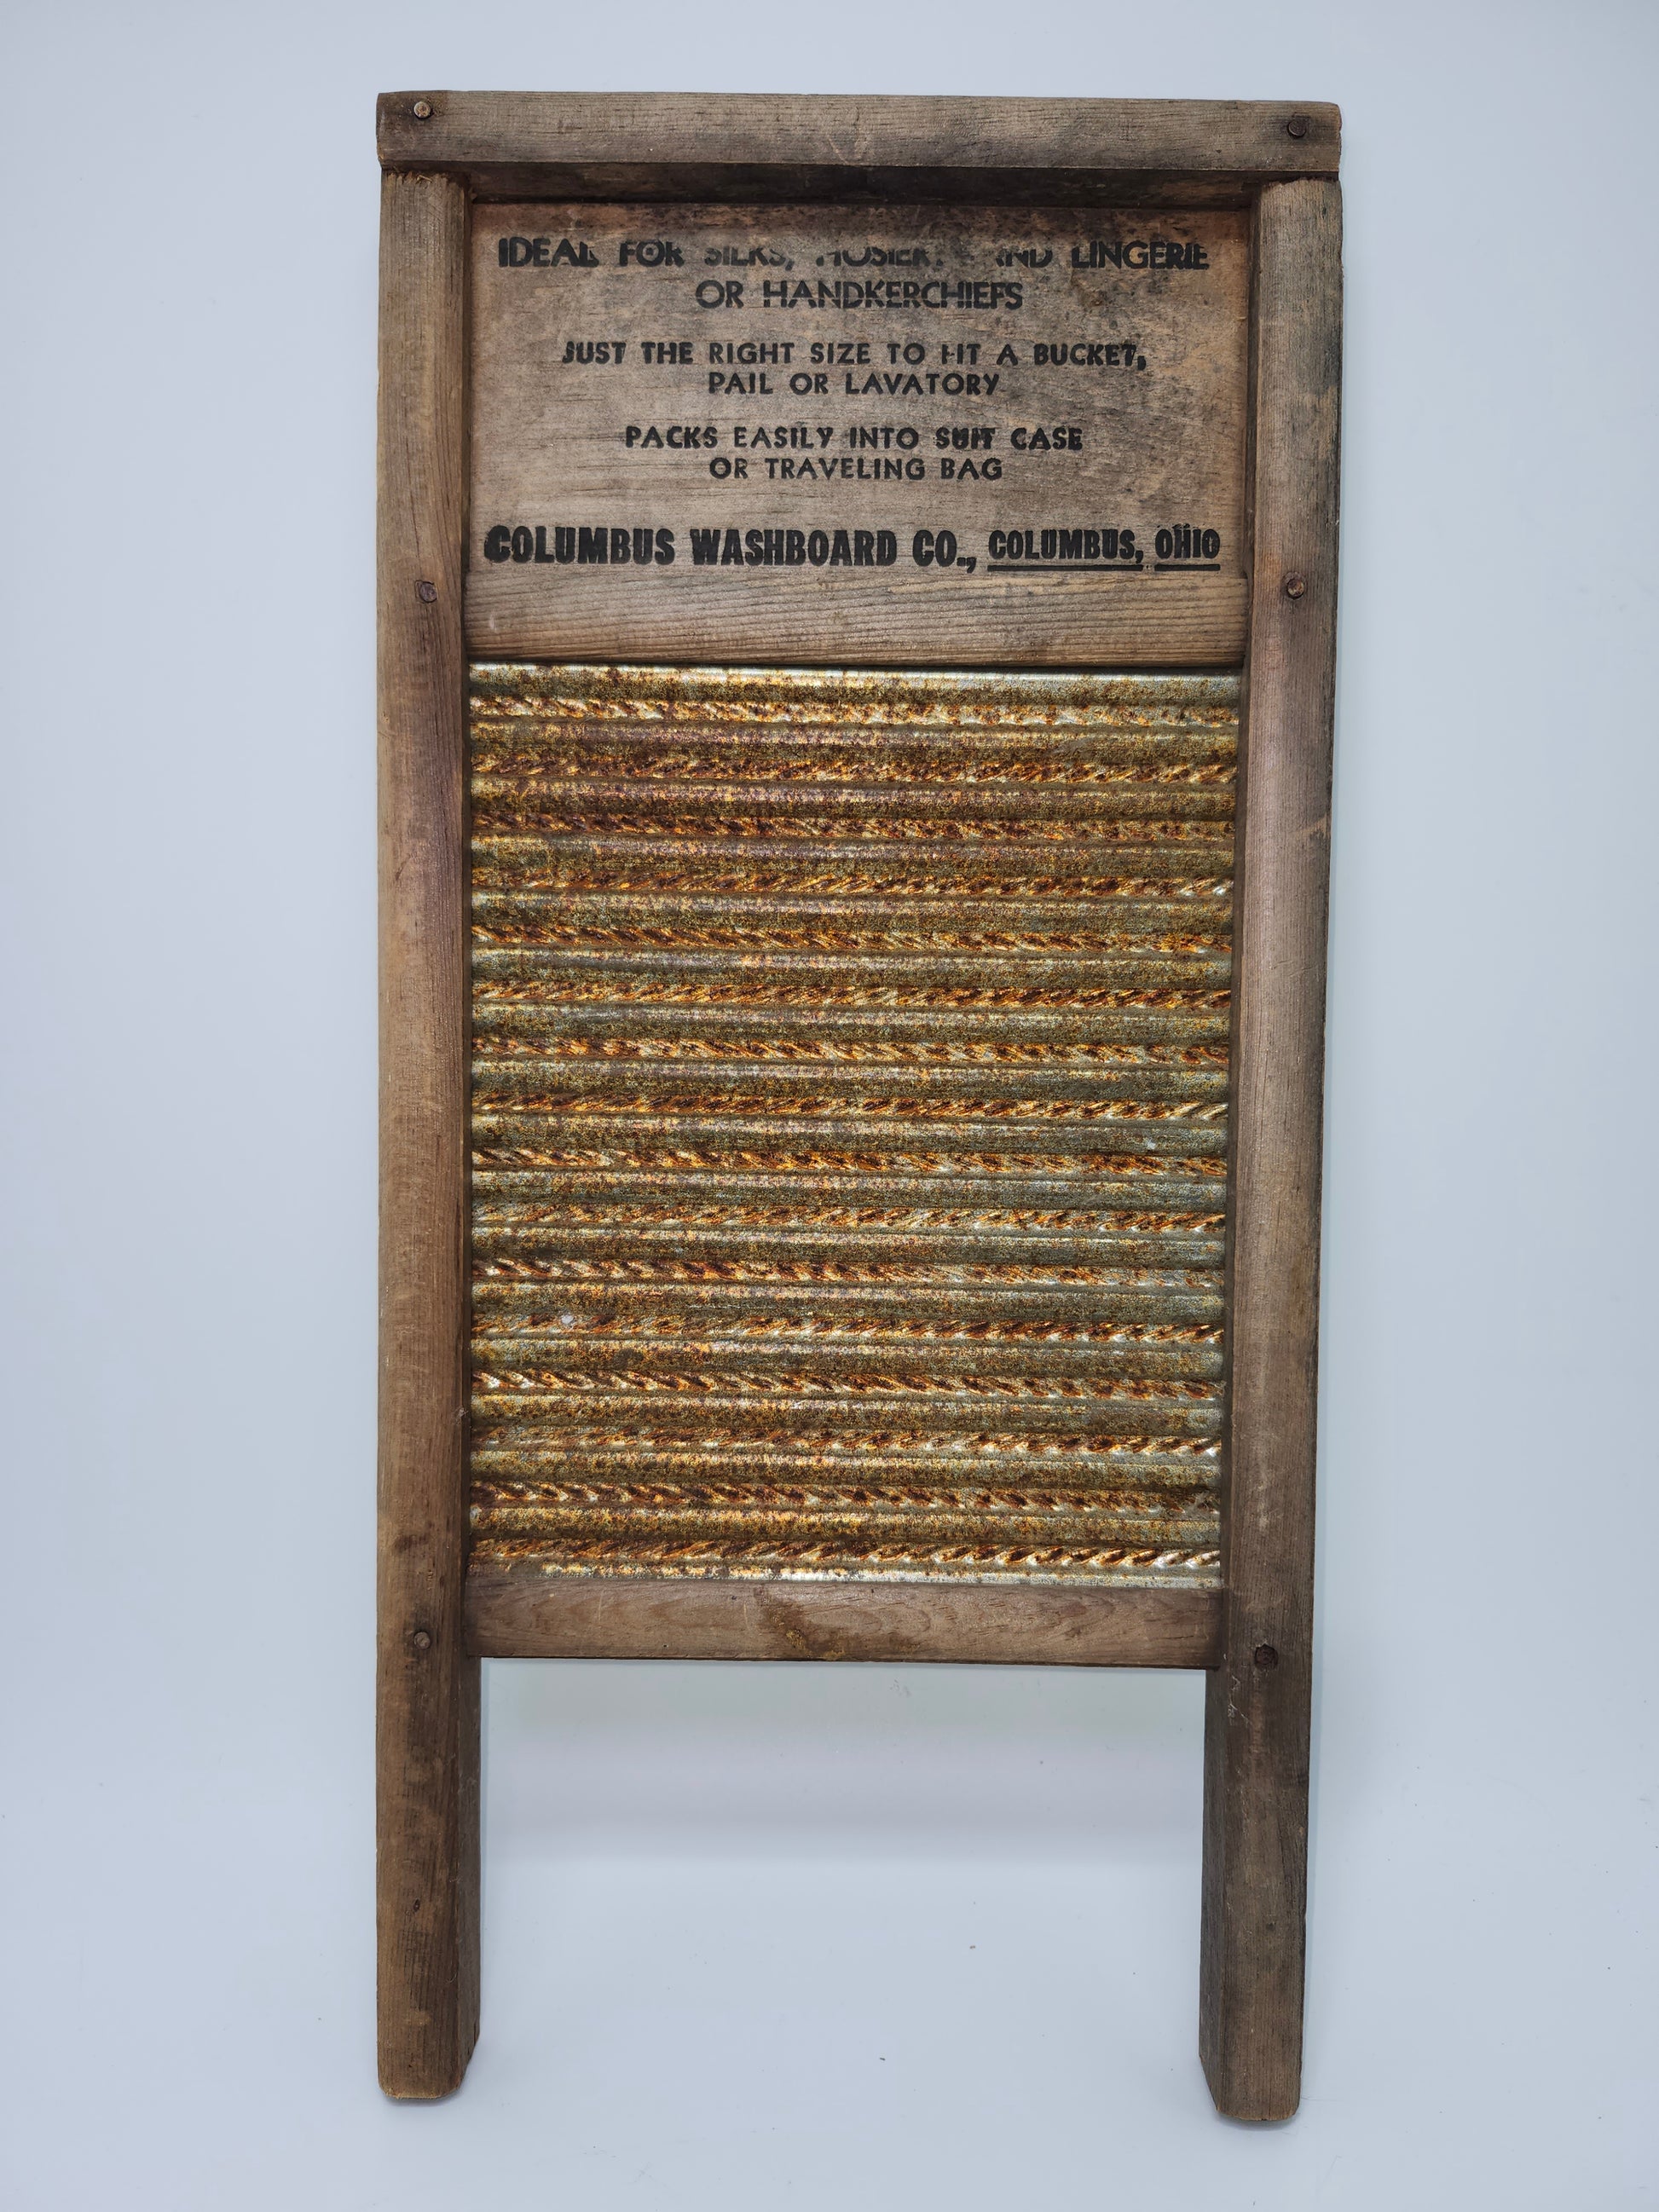 IDEAL FOR SILKS, HOSIERY AND LINGERIE
OR HANDKERCHIEFS
JUST THE RIGHT SIZE TO FIT A BUCKET,
PAIL OR LAVATORY
PACKS EASILY INTO SUIT CASE
OR TRAVELING BAG
COLUMBUS WASHBOARD CO., COLUMBUS, OHIO